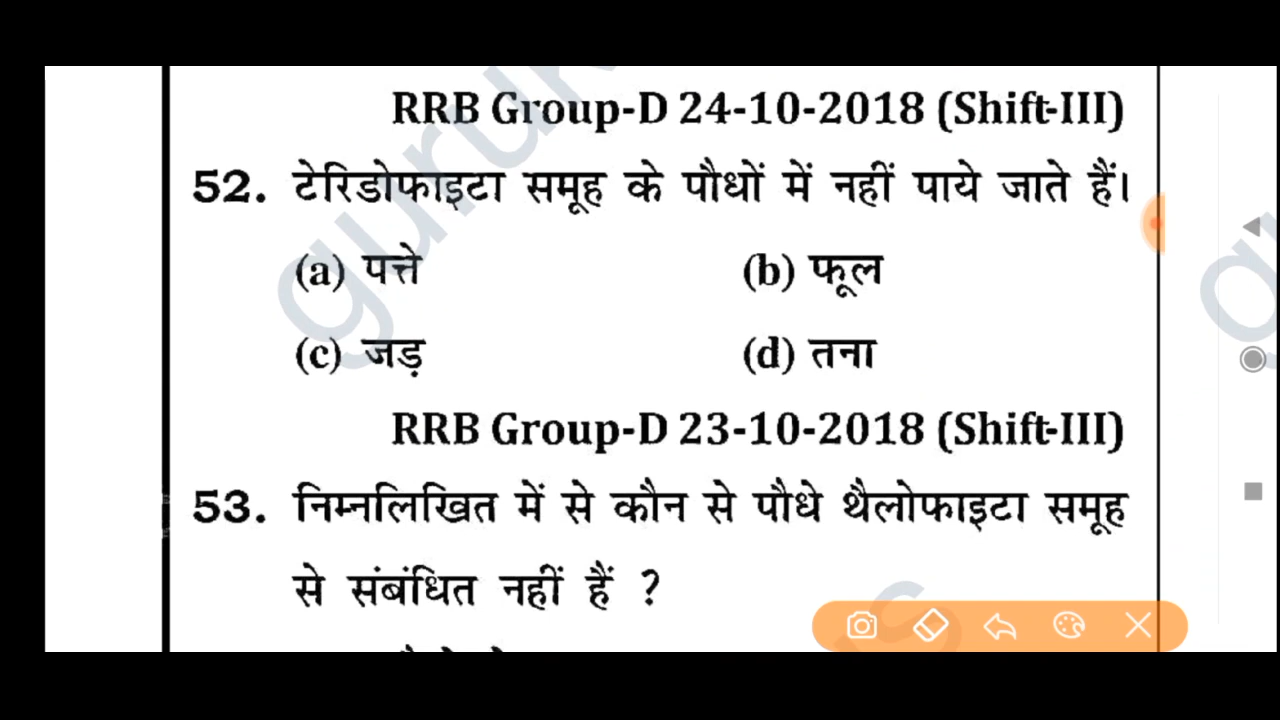 RRB Group-D 24-10-2018 (Shift-III)
52. टेरिडोफाइटा समूह के पौधों में नहीं पाये जाते हैं।
(a) पत्ते (b) फूल
(c) जड़ (d) तना
RRB Group-D 23-10-2018 (Shift-III)
53. निम्नलिखित में से कौन से पौधे थैलोफाइटा समूह
से संबंधित नहीं हैं ?